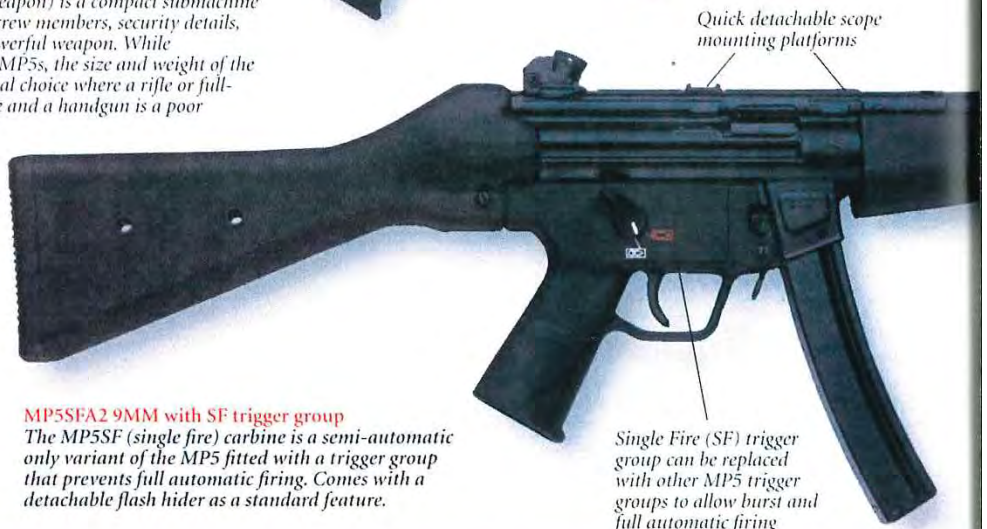 eapon) is a compact submachine
rew members, security details,
werful weapon. While
MP5s, the size and weight of the
al choice where a rifle or full-
e and a handgun is a poor
Quick detachable scope
mounting platforms
MP5SFA2 9MM with SF trigger group
The MP5SF (single fire) carbine is a semi-automatic
only variant of the MP5 fitted with a trigger group
that prevents full automatic firing. Comes with a
detachable flash hider as a standard feature.
Single Fire (SF) trigger
group can be replaced
with other MP5 trigger
groups to allow burst and
full automatic firing